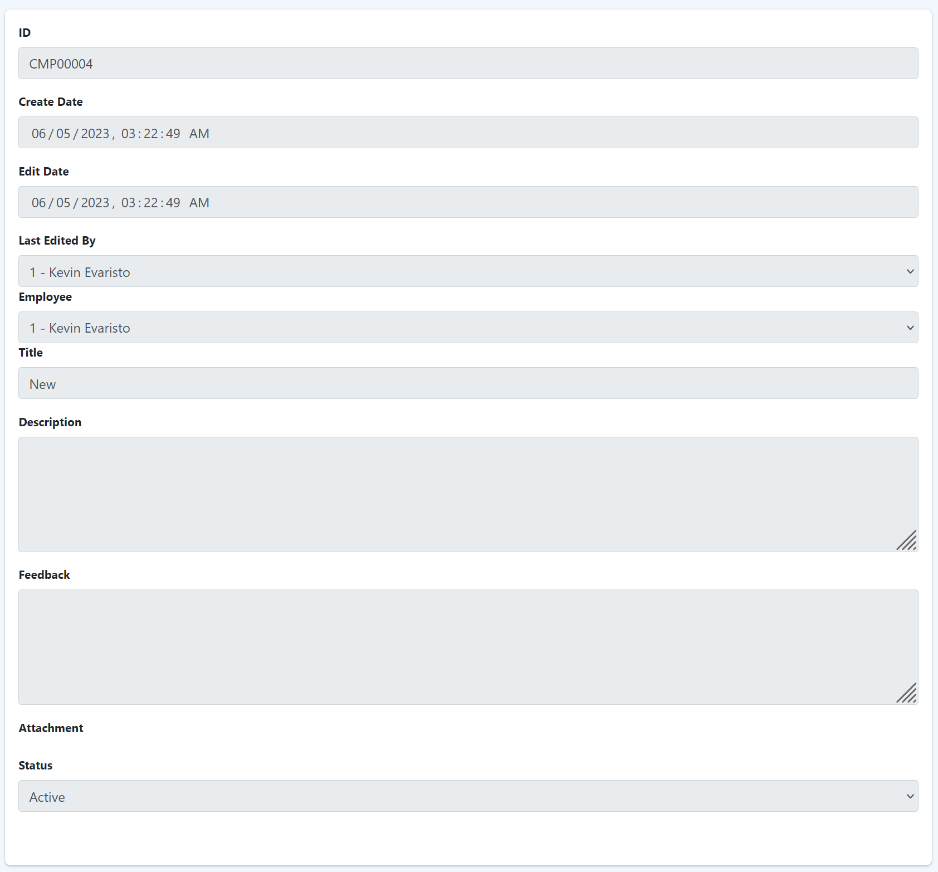 ID
CMP00004
Create Date
06/05/2023, 03:22:49 AM
Edit Date
06/05/2023, 03:22:49 AM
Last Edited By
1 - Kevin Evaristo
Employee
1 - Kevin Evaristo
Title
New
Description
Feedback
Attachment
Status
Active